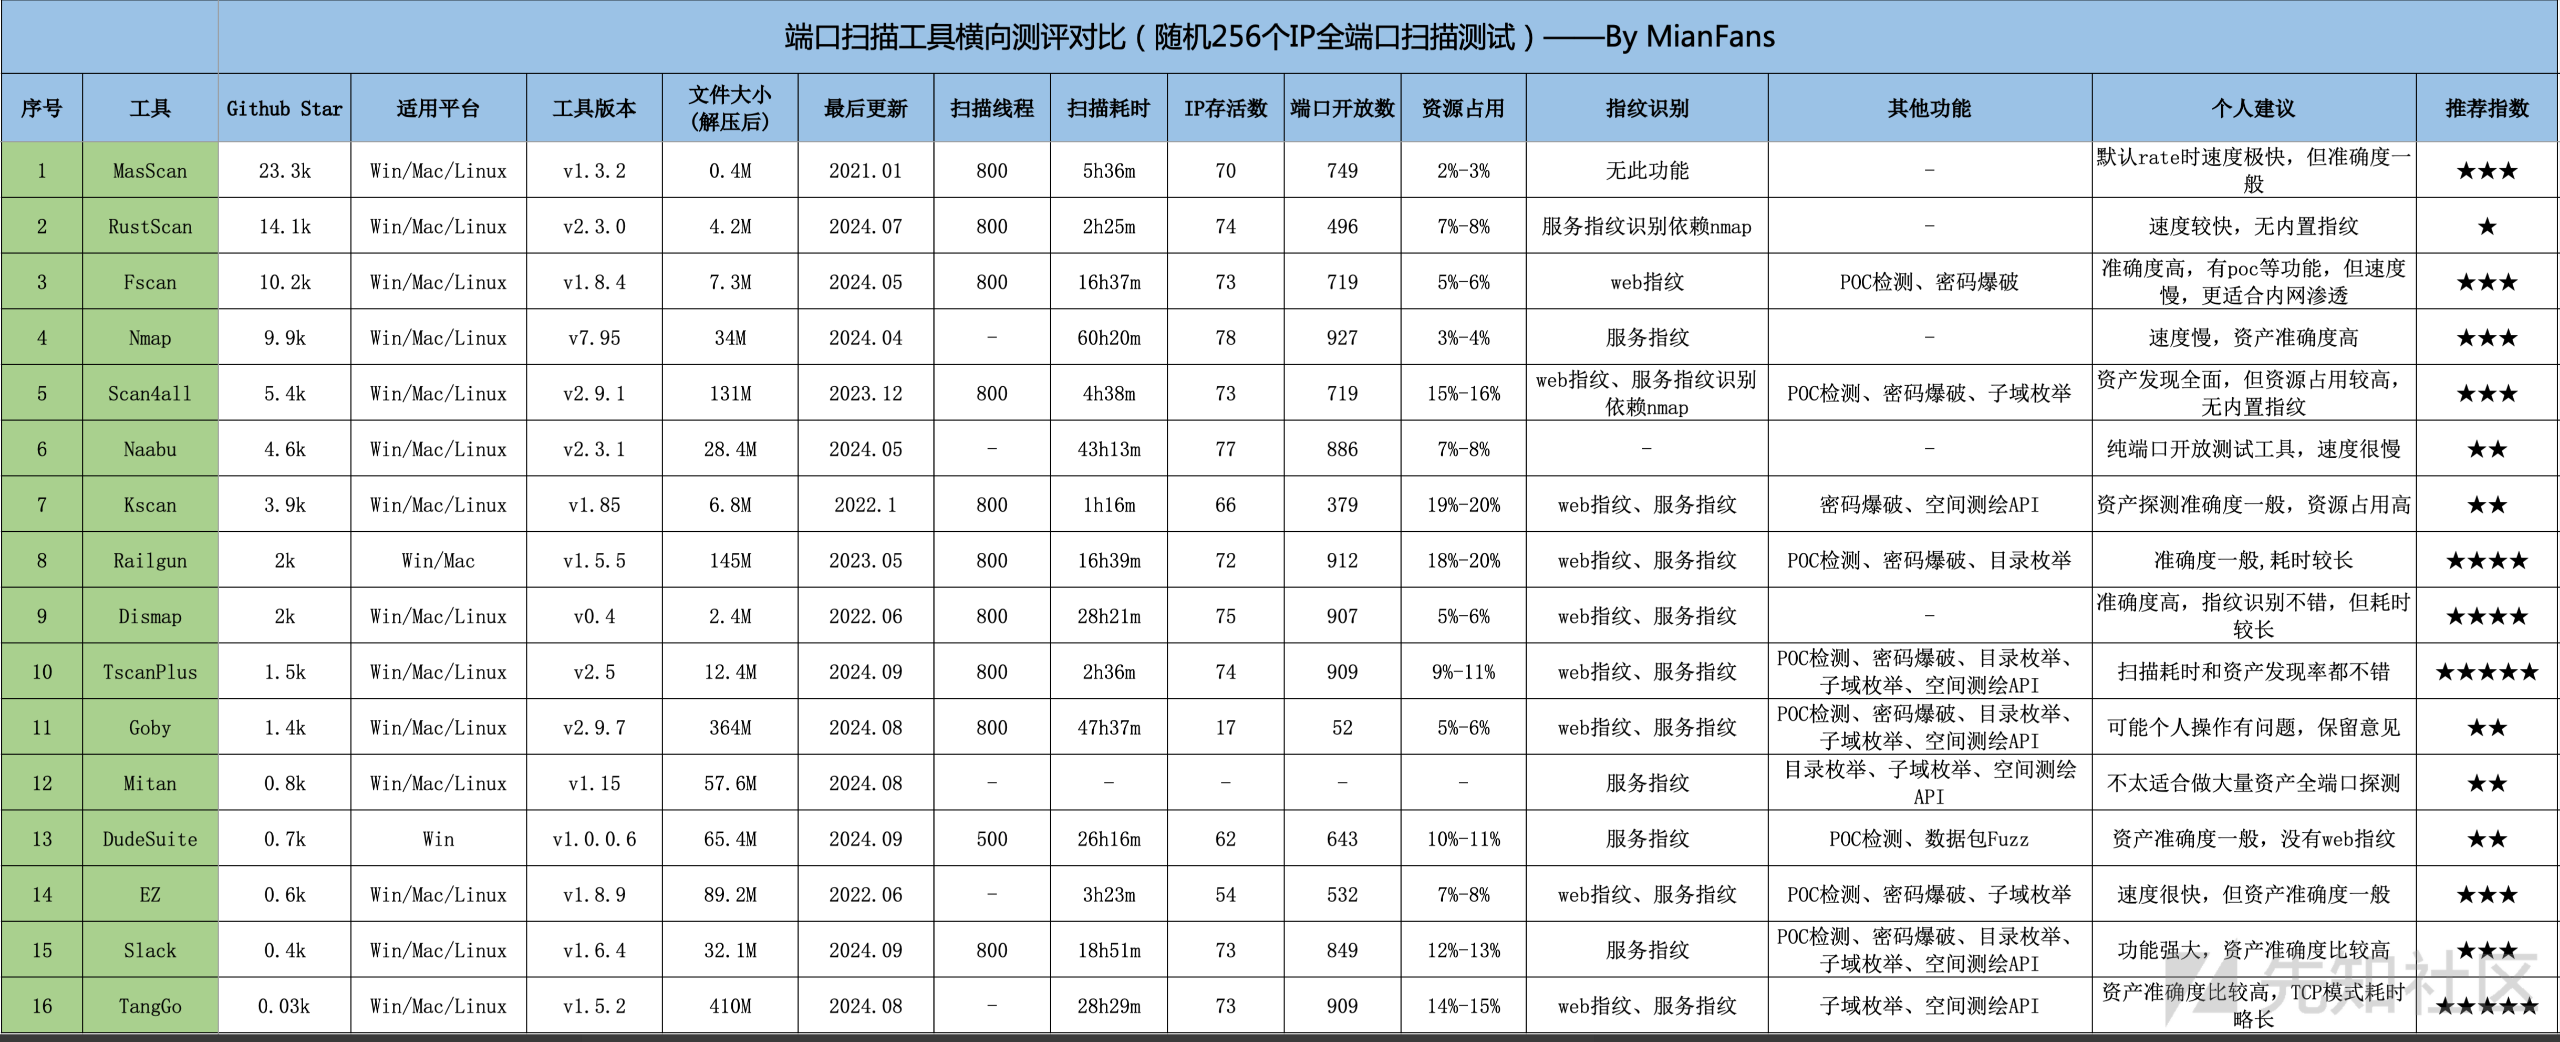 端口扫描工具横向测评对比（随机256个IP全端口扫描测试）——By MianFans
序号 工具 Github Star 适用平台 工具版本 文件大小(解压后) 最后更新 扫描线程 扫描耗时 IP存活数 端口开放数 资源占用 指纹识别 其他功能 个人建议 推荐指数
1 MasScan 23.3k Win/Mac/Linux v1.3.2 0.4M 2021.01 800 5h36m 70 749 2%-3% 无此功能 - 默认rate时速度极快，但准确度一般 ★★★
2 RustScan 14.1k Win/Mac/Linux v2.3.0 4.2M 2024.07 800 2h25m 74 496 7%-8% 服务指纹识别依赖nmap - 速度较快，无内置指纹 ★
3 Fscan 10.2k Win/Mac/Linux v1.8.4 7.3M 2024.05 800 16h37m 73 719 5%-6% web指纹 POC检测、密码爆破 准确度高，有poc等功能，但速度慢，更适合内网渗透 ★★★
4 Nmap 9.9k Win/Mac/Linux v7.95 34M 2024.04 - 60h20m 78 927 3%-4% 服务指纹 - 速度慢，资产准确度高 ★★★
5 Scan4all 5.4k Win/Mac/Linux v2.9.1 131M 2023.12 800 4h38m 73 719 15%-16% web指纹、服务指纹识别依赖nmap POC检测、密码爆破、子域枚举 资产发现全面，但资源占用较高，无内置指纹 ★★★
6 Naabu 4.6k Win/Mac/Linux v2.3.1 28.4M 2024.05 - 43h13m 77 886 7%-8% - - 纯端口开放测试工具，速度很慢 ★★
7 Kscan 3.9k Win/Mac/Linux v1.85 6.8M 2022.1 800 1h16m 66 379 19%-20% web指纹、服务指纹 密码爆破、空间测绘API 资产探测准确度一般，资源占用高 ★★
8 Railgun 2k Win/Mac v1.5.5 145M 2023.05 800 16h39m 72 912 18%-20% web指纹、服务指纹 POC检测、密码爆破、目录枚举 准确度一般,耗时较长 ★★★★
9 Dismap 2k Win/Mac/Linux v0.4 2.4M 2022.06 800 28h21m 75 907 5%-6% web指纹、服务指纹 - 准确度高，指纹识别不错，但耗时较长 ★★★★
10 TscanPlus 1.5k Win/Mac/Linux v2.5 12.4M 2024.09 800 2h36m 74 909 9%-11% web指纹、服务指纹 POC检测、密码爆破、目录枚举、子域枚举、空间测绘API 扫描耗时和资产发现率都不错 ★★★★★
11 Goby 1.4k Win/Mac/Linux v2.9.7 364M 2024.08 800 47h37m 17 52 5%-6% web指纹、服务指纹 POC检测、密码爆破、目录枚举、子域枚举、空间测绘API 可能个人操作有问题，保留意见 ★★
12 Mitan 0.8k Win/Mac/Linux v1.15 57.6M 2024.08 - - - - - 服务指纹 目录枚举、子域枚举、空间测绘API 不太适合做大量资产全端口探测 ★★
13 DudeSuite 0.7k Win v1.0.0.6 65.4M 2024.09 500 26h16m 62 643 10%-11% 服务指纹 POC检测、数据包Fuzz 资产准确度一般，没有web指纹 ★★
14 EZ 0.6k Win/Mac/Linux v1.8.9 89.2M 2022.06 - 3h23m 54 532 7%-8% web指纹、服务指纹 POC检测、密码爆破、子域枚举 速度很快，但资产准确度一般 ★★★
15 Slack 0.4k Win/Mac/Linux v1.6.4 32.1M 2024.09 800 18h51m 73 849 12%-13% 服务指纹 POC检测、密码爆破、目录枚举、子域枚举、空间测绘API 功能强大，资产准确度比较高 ★★★
16 TangGo 0.03k Win/Mac/Linux v1.5.2 410M 2024.08 - 28h29m 73 909 14%-15% web指纹、服务指纹 子域枚举、空间测绘API 资产准确度比较高，TCP模式耗时略长 ★★★★★
先知社区